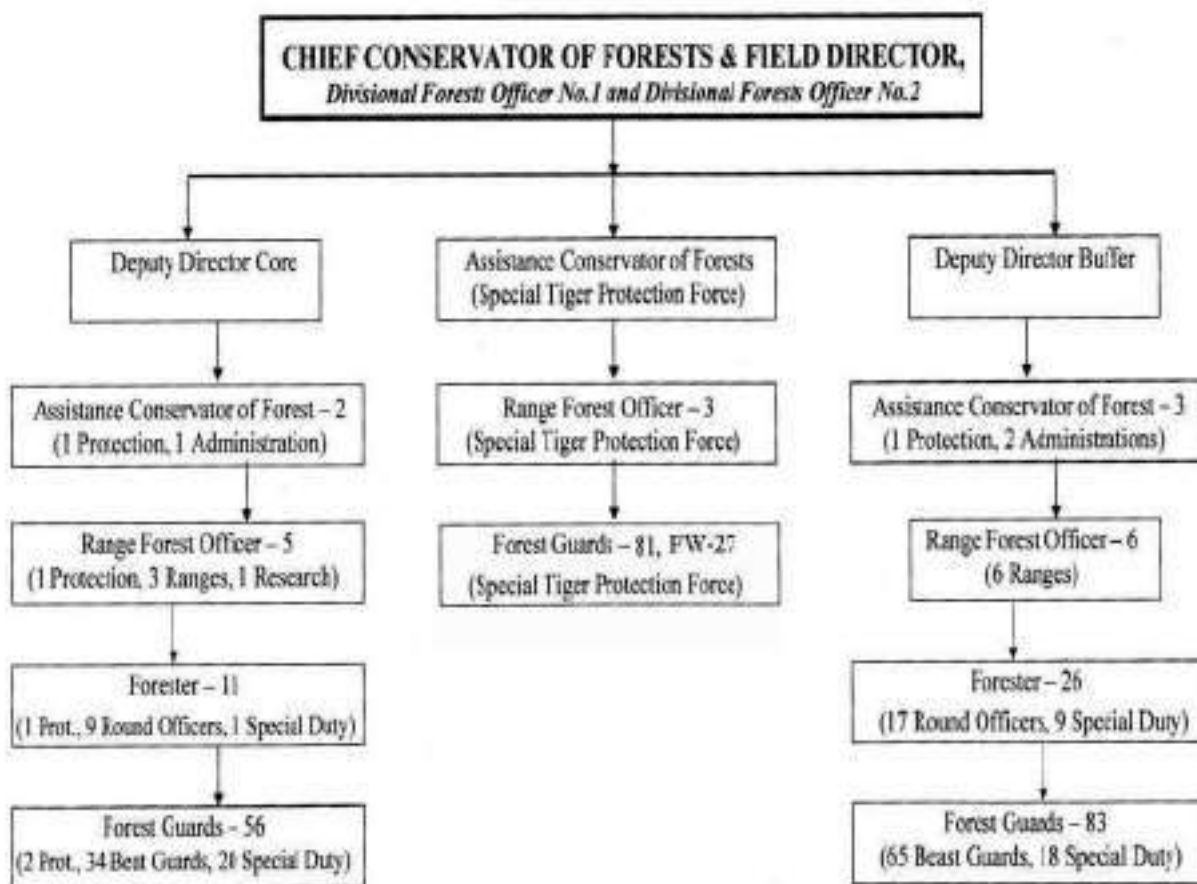 CHIEF CONSERVATOR OF FORESTS & FIELD DIRECTOR,
Divisional Forests Officer No.1 and Divisional Forests Officer No.2
Deputy Director Core
Assistance Conservator of Forests
(Special Tiger Protection Force)
Deputy Director Buffer
Assistance Conservator of Forest – 2
(1 Protection, 1 Administration)
Range Forest Officer – 3
(Special Tiger Protection Force)
Assistance Conservator of Forest – 3
(1 Protection, 2 Administrations)
Range Forest Officer – 5
(1 Protection, 3 Ranges, 1 Research)
Forest Guards – 81, FW-27
(Special Tiger Protection Force)
Range Forest Officer – 6
(6 Ranges)
Forester – 11
(1 Prot., 9 Round Officers, 1 Special Duty)
Forester – 26
(17 Round Officers, 9 Special Duty)
Forest Guards – 56
(2 Prot., 34 Beat Guards, 20 Special Duty)
Forest Guards – 83
(65 Beast Guards, 18 Special Duty)